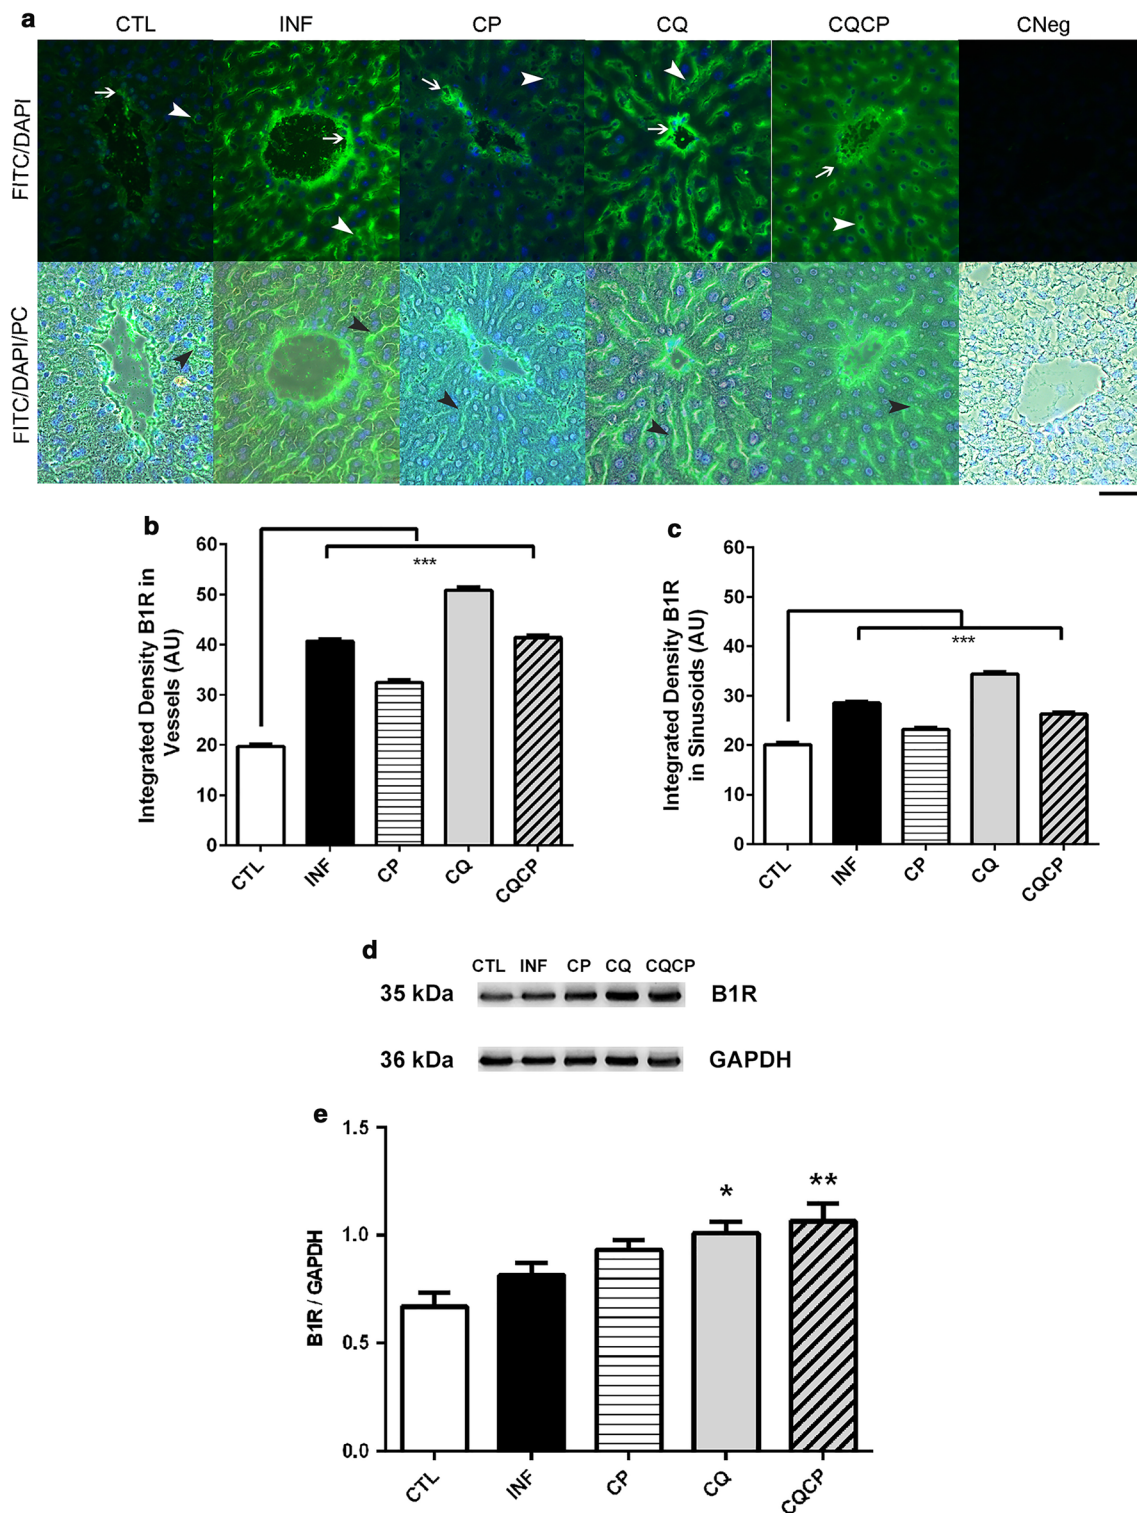 a
CTL INF CP CQ CQCP CNeg
FITC/DAPI
FITC/DAPI/PC
b
Integrated Density B1R in
Vessels (AU)
60
50
40
30
20
10
0
***
CTL INF CP CQ CQCP
c
Integrated Density B1R
in Sinusoids (AU)
60
50
40
30
20
10
0
***
CTL INF CP CQ CQCP
d
CTL INF CP CQ CQCP
35 kDa B1R
36 kDa GAPDH
e
B1R / GAPDH
1.5
1.0
0.5
0.0
* **
CTL INF CP CQ CQCP